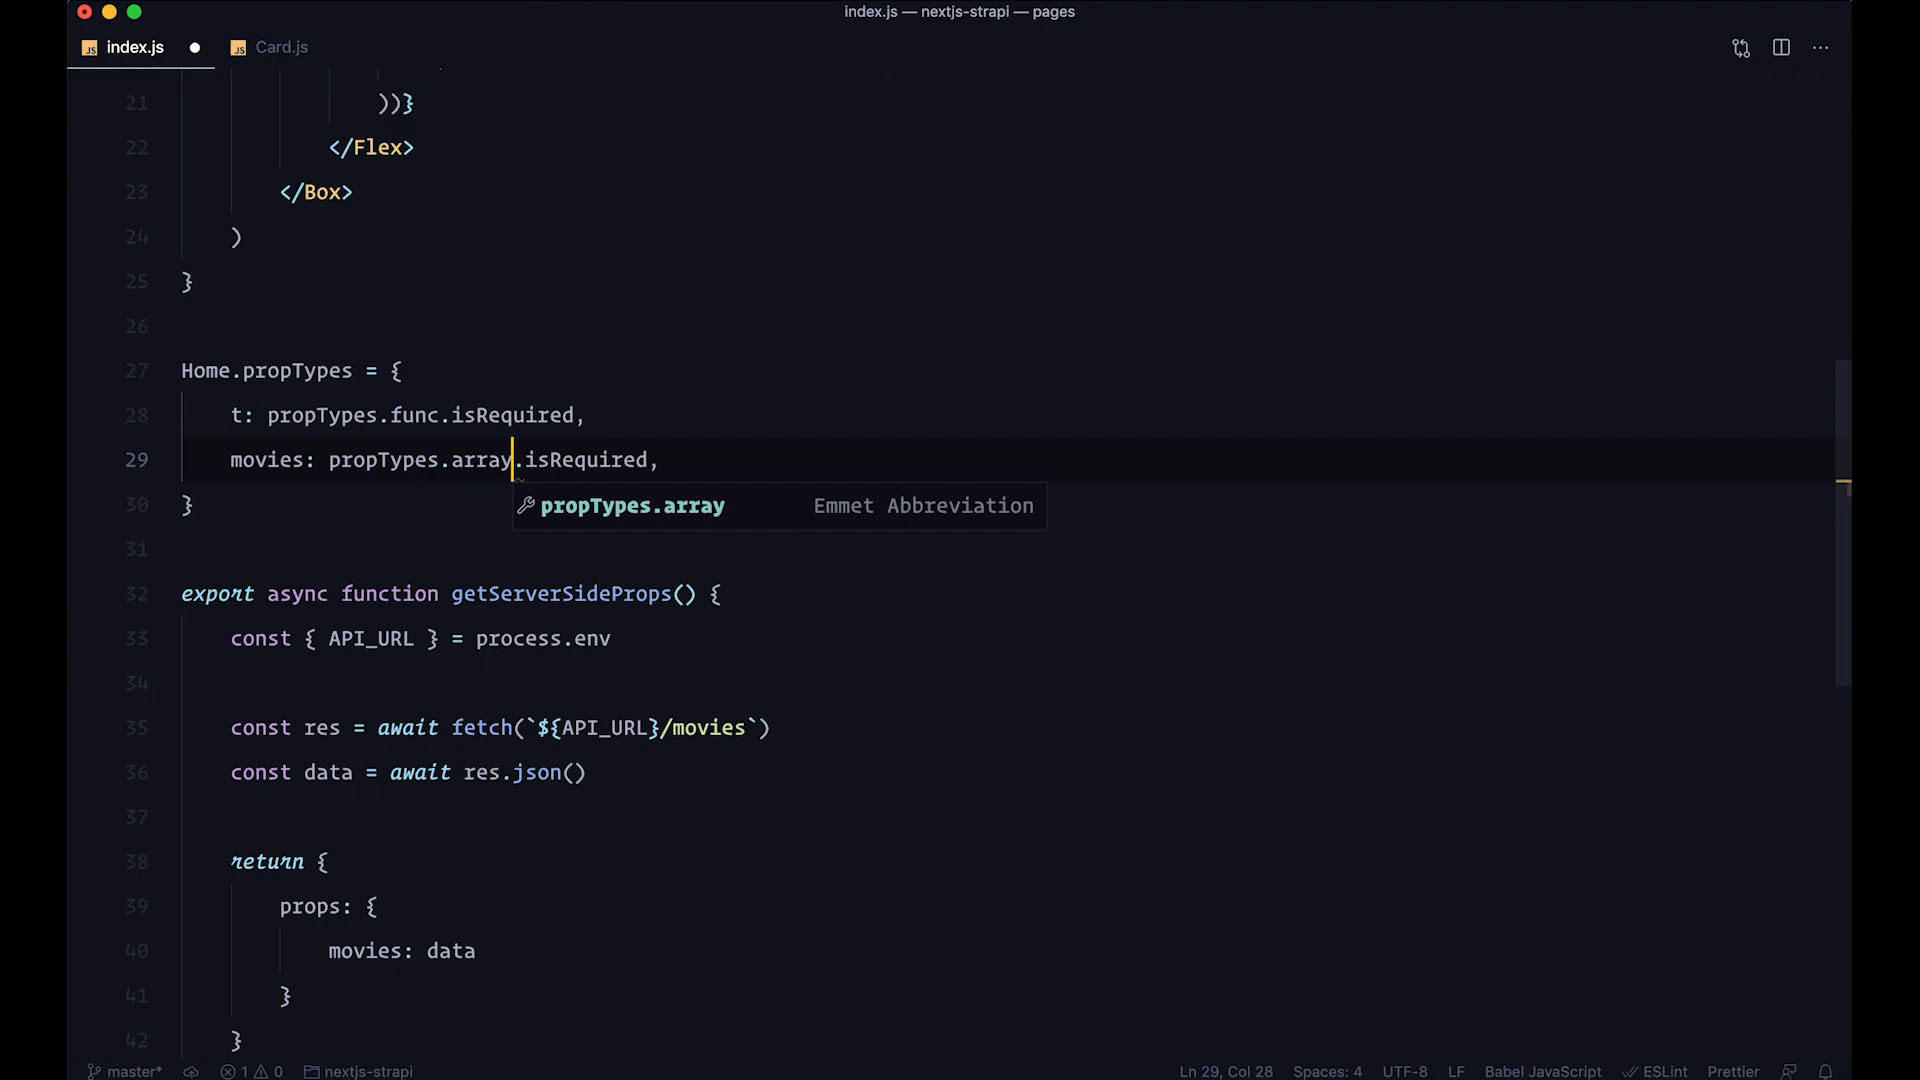 index.js — nextjs-strapi — pages
index.js
Card.js
21 ))}
22 </Flex>
23 </Box>
24 )
25 }
26
27 Home.propTypes = {
28 t: propTypes.func.isRequired,
29 movies: propTypes.array.isRequired,
propTypes.array Emmet Abbreviation
30 }
31
32 export async function getServerSideProps() {
33 const { API_URL } = process.env
34
35 const res = await fetch(`${API_URL}/movies`)
36 const data = await res.json()
37
38 return {
39 props: {
40 movies: data
41 }
42 }
master* 1 0 nextjs-strapi Ln 29, Col 28 Spaces: 4 UTF-8 LF Babel JavaScript ESLint Prettier